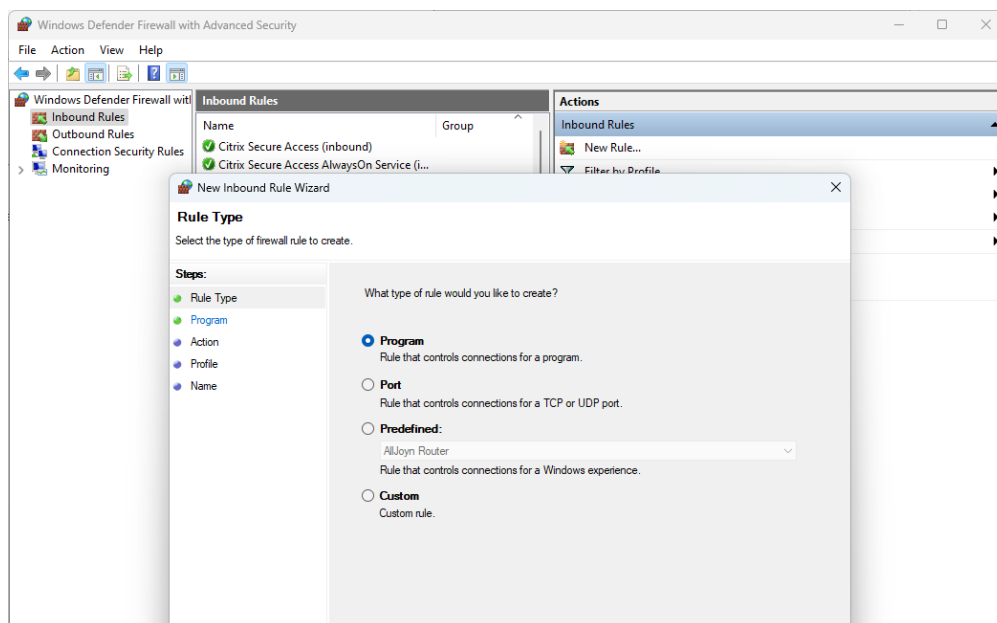 Windows Defender Firewall with Advanced Security
File Action View Help
Windows Defender Firewall witl
Inbound Rules
Outbound Rules
Connection Security Rules
Monitoring
Inbound Rules
Name Group
Citrix Secure Access (inbound)
Citrix Secure Access AlwaysOn Service (i...
Actions
Inbound Rules
New Rule...
Filter by Profile
New Inbound Rule Wizard
Rule Type
Select the type of firewall rule to create.
Steps:
Rule Type
Program
Action
Profile
Name
What type of rule would you like to create?
Program
Rule that controls connections for a program.
Port
Rule that controls connections for a TCP or UDP port.
Predefined:
AllJoyn Router
Rule that controls connections for a Windows experience.
Custom
Custom rule.